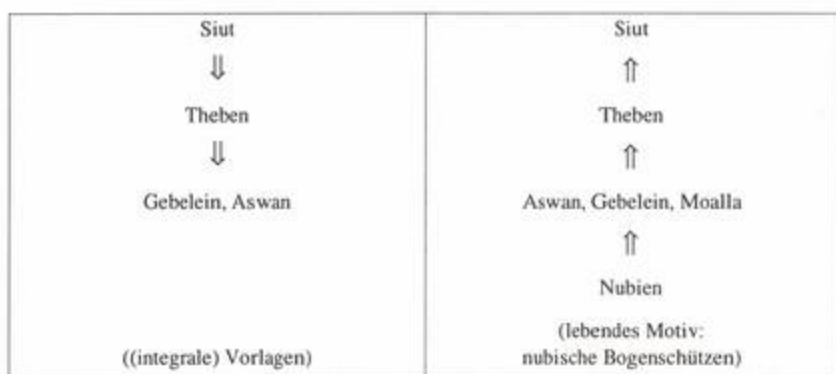 Siut
⇓
Theben
⇓
Gebelein, Aswan
((integrale) Vorlagen)
Siut
⇑
Theben
⇑
Aswan, Gebelein, Moalla
⇑
Nubien
(lebendes Motiv:
nubische Bogenschützen)